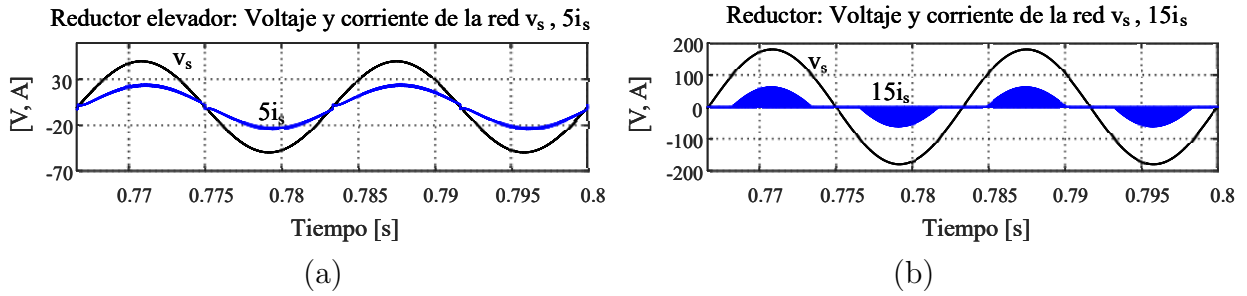 Reductor elevador: Voltaje y corriente de la red vs , 5is
[V, A]
30
-20
-70
vs
5is
0.77 0.775 0.78 0.785 0.79 0.795 0.8
Tiempo [s]
(a)
Reductor: Voltaje y corriente de la red vs , 15is
[V, A]
200
100
0
-100
-200
vs
15is
0.77 0.775 0.78 0.785 0.79 0.795 0.8
Tiempo [s]
(b)